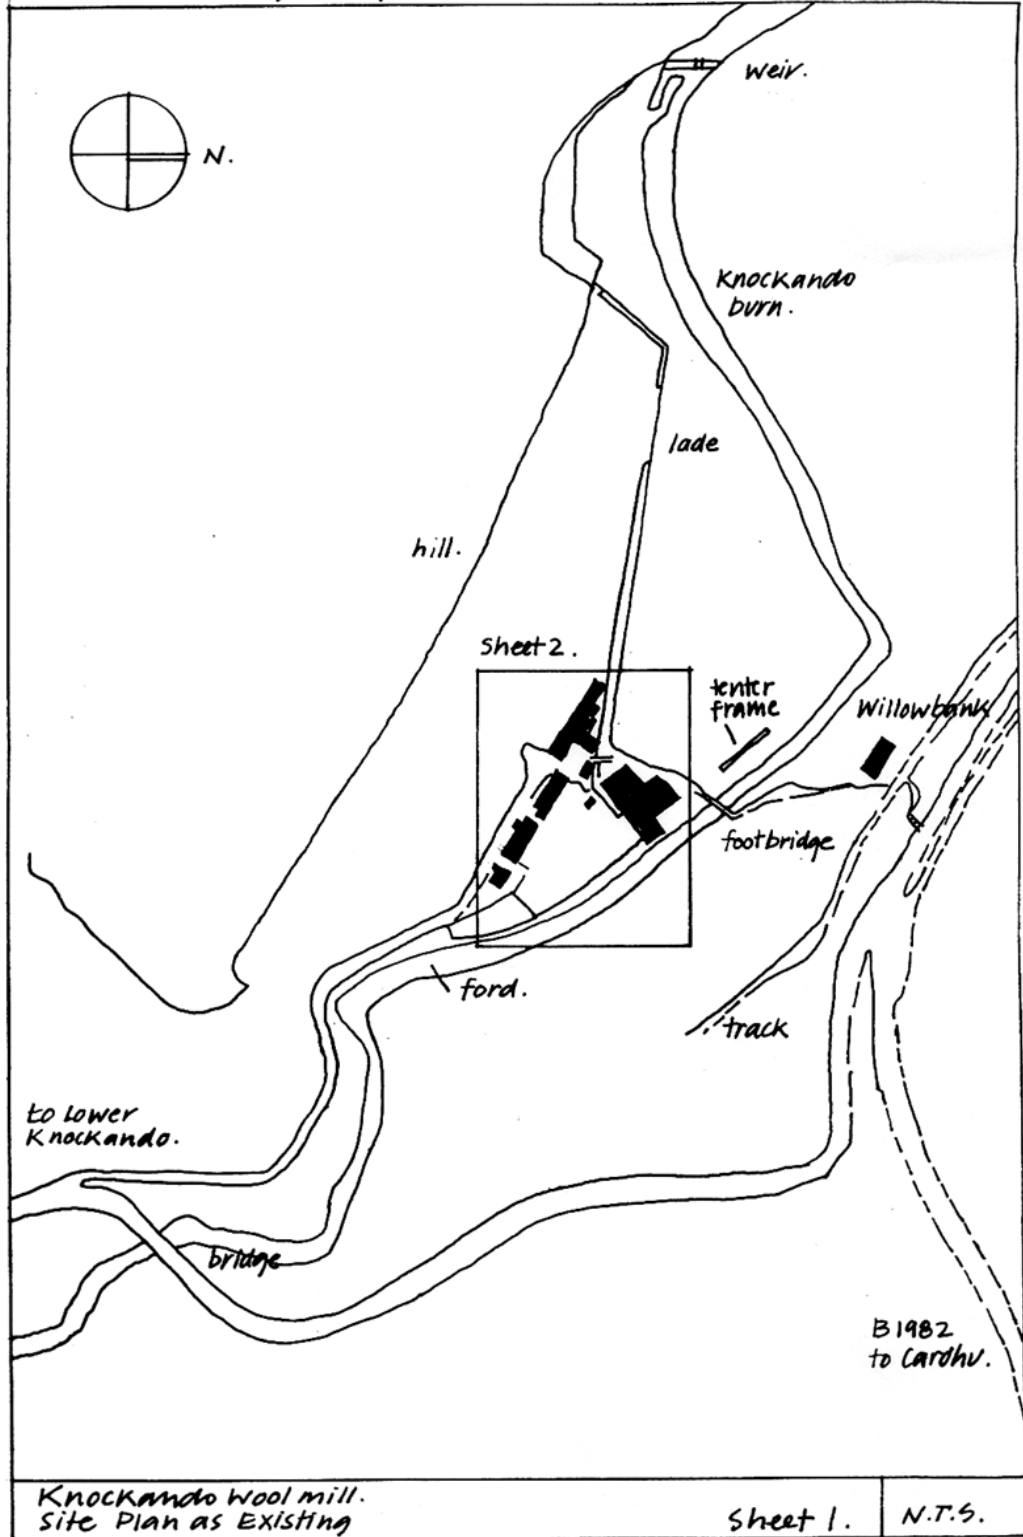 weir.
N.
Knockando
burn.
lade
hill.
Sheet 2.
tenter
frame
Willowbank
footbridge
ford.
track
to Lower
Knockando.
bridge
B1982
to Cardhu.
Knockando Wool mill.
Site Plan as Existing
Sheet 1.
N.T.S.